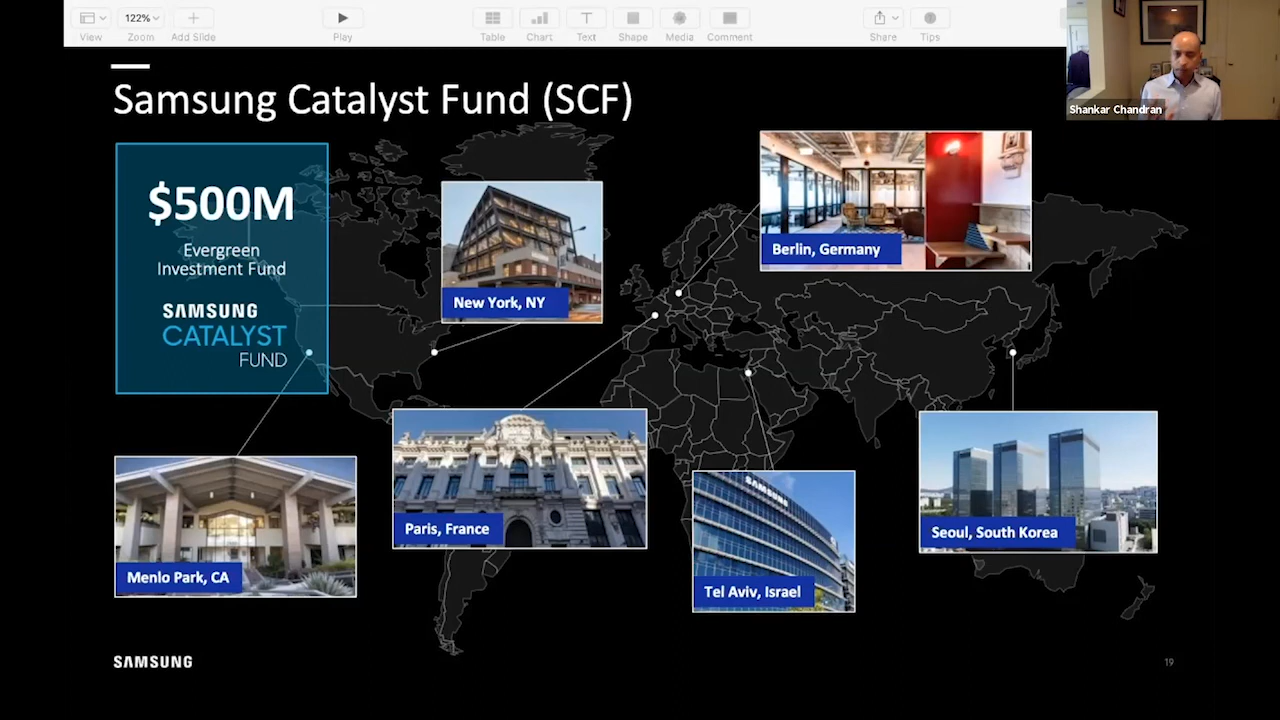 122%
View
Zoom
Add Slide
Play
Table
Chart
Text
Shape
Media
Comment
Share
Tips
Shankar Chandran
Samsung Catalyst Fund (SCF)
$500M
Evergreen
Investment Fund
SAMSUNG
CATALYST
FUND
New York, NY
Berlin, Germany
Paris, France
Menlo Park, CA
SAMSUNG
Tel Aviv, Israel
Seoul, South Korea
SAMSUNG
19